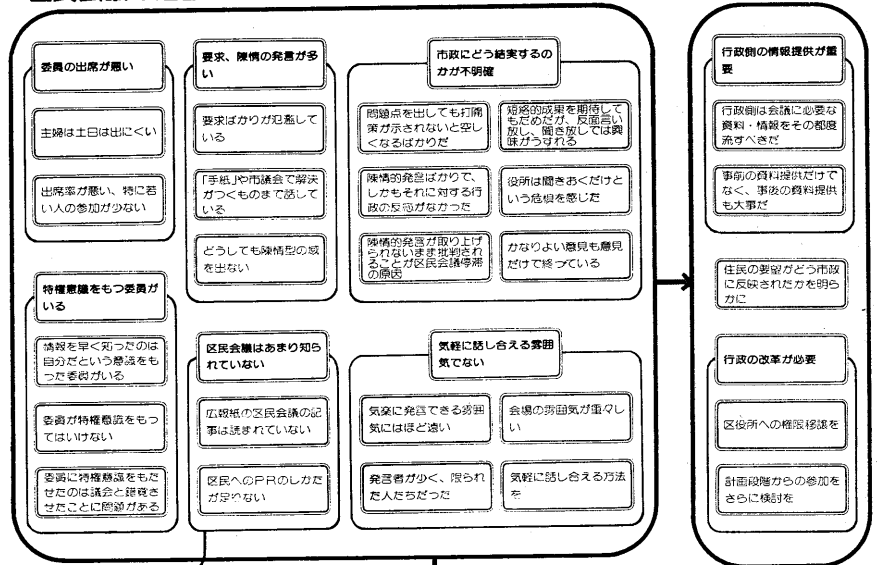 委員の出席が悪い
主婦は土日は出にくい
出席率が悪い、特に若
い人の参加が少ない
特権意識をもつ委員が
いる
情報を早く知ったのは
自分だという意識をも
った委員がいる
委員が特権意識をもっ
てはいけない
委員に特権意識をもた
せたのは議会と錯覚さ
せたことに問題がある
要求、陳情の発言が多
い
要求ばかりが氾濫して
いる
「手紙」や市議会で解決
がつくものまで話して
いる
どうしても陳情型の域
を出ない
区民会議はあまり知ら
れていない
広報紙の区民会議の記
事は読まれていない
区民へのPRのしかた
が足りない
市政にどう結実するの
かが不明確
問題点を出しても打開
策が示されないと空し
くなるばかりだ
短絡的成果を期待して
もだめだが、反面言い
放し、聞き放しでは興
味がうすれる
陳情的発言ばかりで、
しかもそれに対する行
政の反応がなかった
役所は聞きおくだけと
いう危惧を感じた
陳情的発言が取り上げ
られないまま批判され
ることが区民会議停滞
の原因
かなりよい意見も意見
だけで終っている
気軽に話し合える雰囲
気でない
気楽に発言できる雰囲
気にはほど遠い
会場の雰囲気が重々し
い
発言者が少く、限られ
た人たちだった
気軽に話し合える方法
を
行政側の情報提供が重
要
行政側は会議に必要な
資料・情報をその都度
流すべきだ
事前の資料提供だけで
なく、事後の資料提供
も大事だ
住民の要望がどう市政
に反映されたかを明ら
かに
行政の改革が必要
区役所への権限移譲を
計画段階からの参加を
さらに検討を